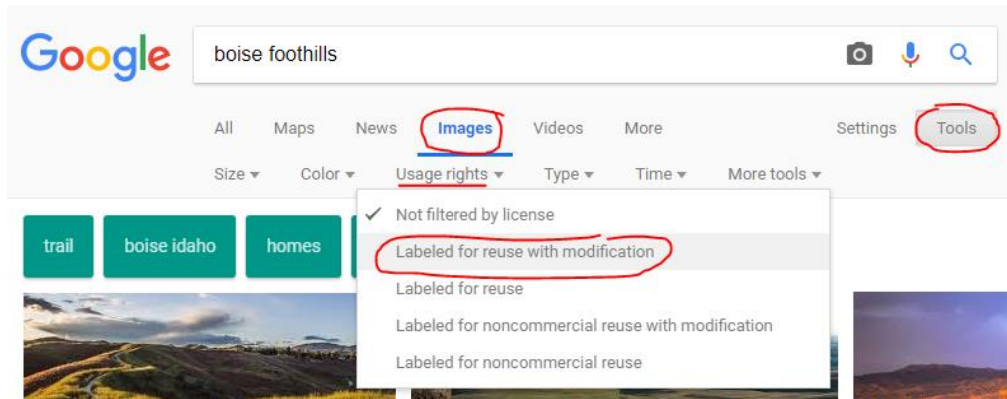 Google boise foothills
All Maps News Images Videos More Settings Tools
Size Color Usage rights Type Time More tools
Not filtered by license
trail boise idaho homes
Labeled for reuse with modification
Labeled for reuse
Labeled for noncommercial reuse with modification
Labeled for noncommercial reuse